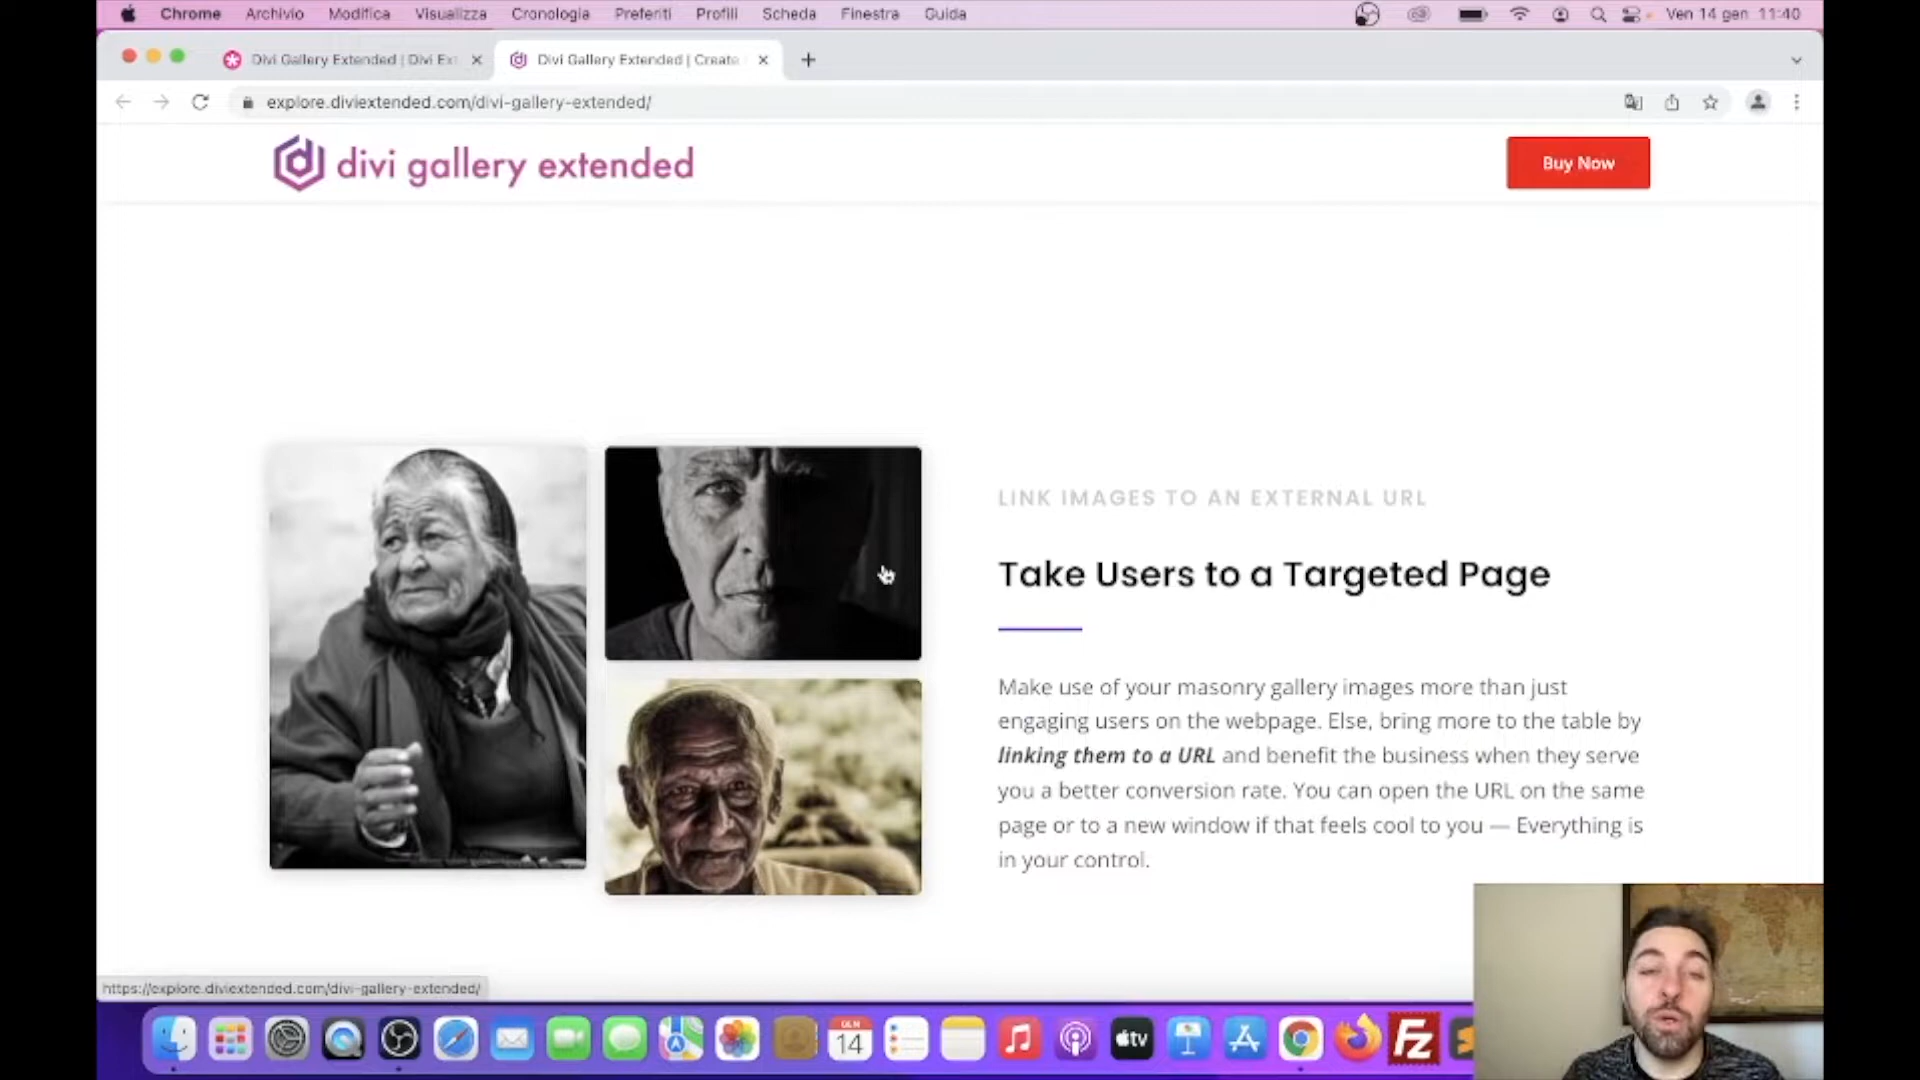 Chrome Archivio Modifica Visualizza Cronologia Preferiti Profili Scheda Finestra Guida Ven 14 gen 11:40
Divi Gallery Extended | Divi Ex
Divi Gallery Extended | Create
explore.diviextended.com/divi-gallery-extended/
divi gallery extended
Buy Now
LINK IMAGES TO AN EXTERNAL URL
Take Users to a Targeted Page
Make use of your masonry gallery images more than just
engaging users on the webpage. Else, bring more to the table by
linking them to a URL and benefit the business when they serve
you a better conversion rate. You can open the URL on the same
page or to a new window if that feels cool to you — Everything is
in your control.
https://explore.diviextended.com/divi-gallery-extended/
GEN
14
tv
FZ